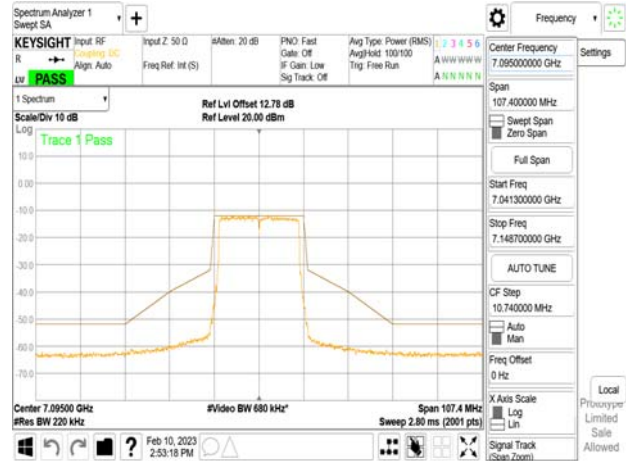 Spectrum Analyzer 1
Swept SA
+
Frequency
KEYSIGHT
R
LV PASS
Input: RF
Coupling: DC
Align: Auto
Input Z: 50 Ω
Freq Ref: Int (S)
#Atten: 20 dB
PNO: Fast
Gate: Off
IF Gain: Low
Sig Track: Off
Avg Type: Power (RMS)
Avg|Hold: 100/100
Trig: Free Run
1 2 3 4 5 6
A W W W W W
A N N N N N
1 Spectrum
Scale/Div 10 dB
Ref Lvl Offset 12.78 dB
Ref Level 20.00 dBm
Log
Trace 1 Pass
10.0
0.00
-10.0
-20.0
-30.0
-40.0
-50.0
-60.0
-70.0
Center 7.09500 GHz
#Video BW 680 kHz*
Span 107.4 MHz
#Res BW 220 kHz
Sweep 2.80 ms (2001 pts)
?
Feb 10, 2023
2:53:18 PM
Center Frequency
7.095000000 GHz
Settings
Span
107.400000 MHz
Swept Span
Zero Span
Full Span
Start Freq
7.041300000 GHz
Stop Freq
7.148700000 GHz
AUTO TUNE
CF Step
10.740000 MHz
Auto
Man
Freq Offset
0 Hz
X Axis Scale
Log
Lin
Signal Track
(Span Zoom)
Local
Prototype
Limited
Sale
Allowed